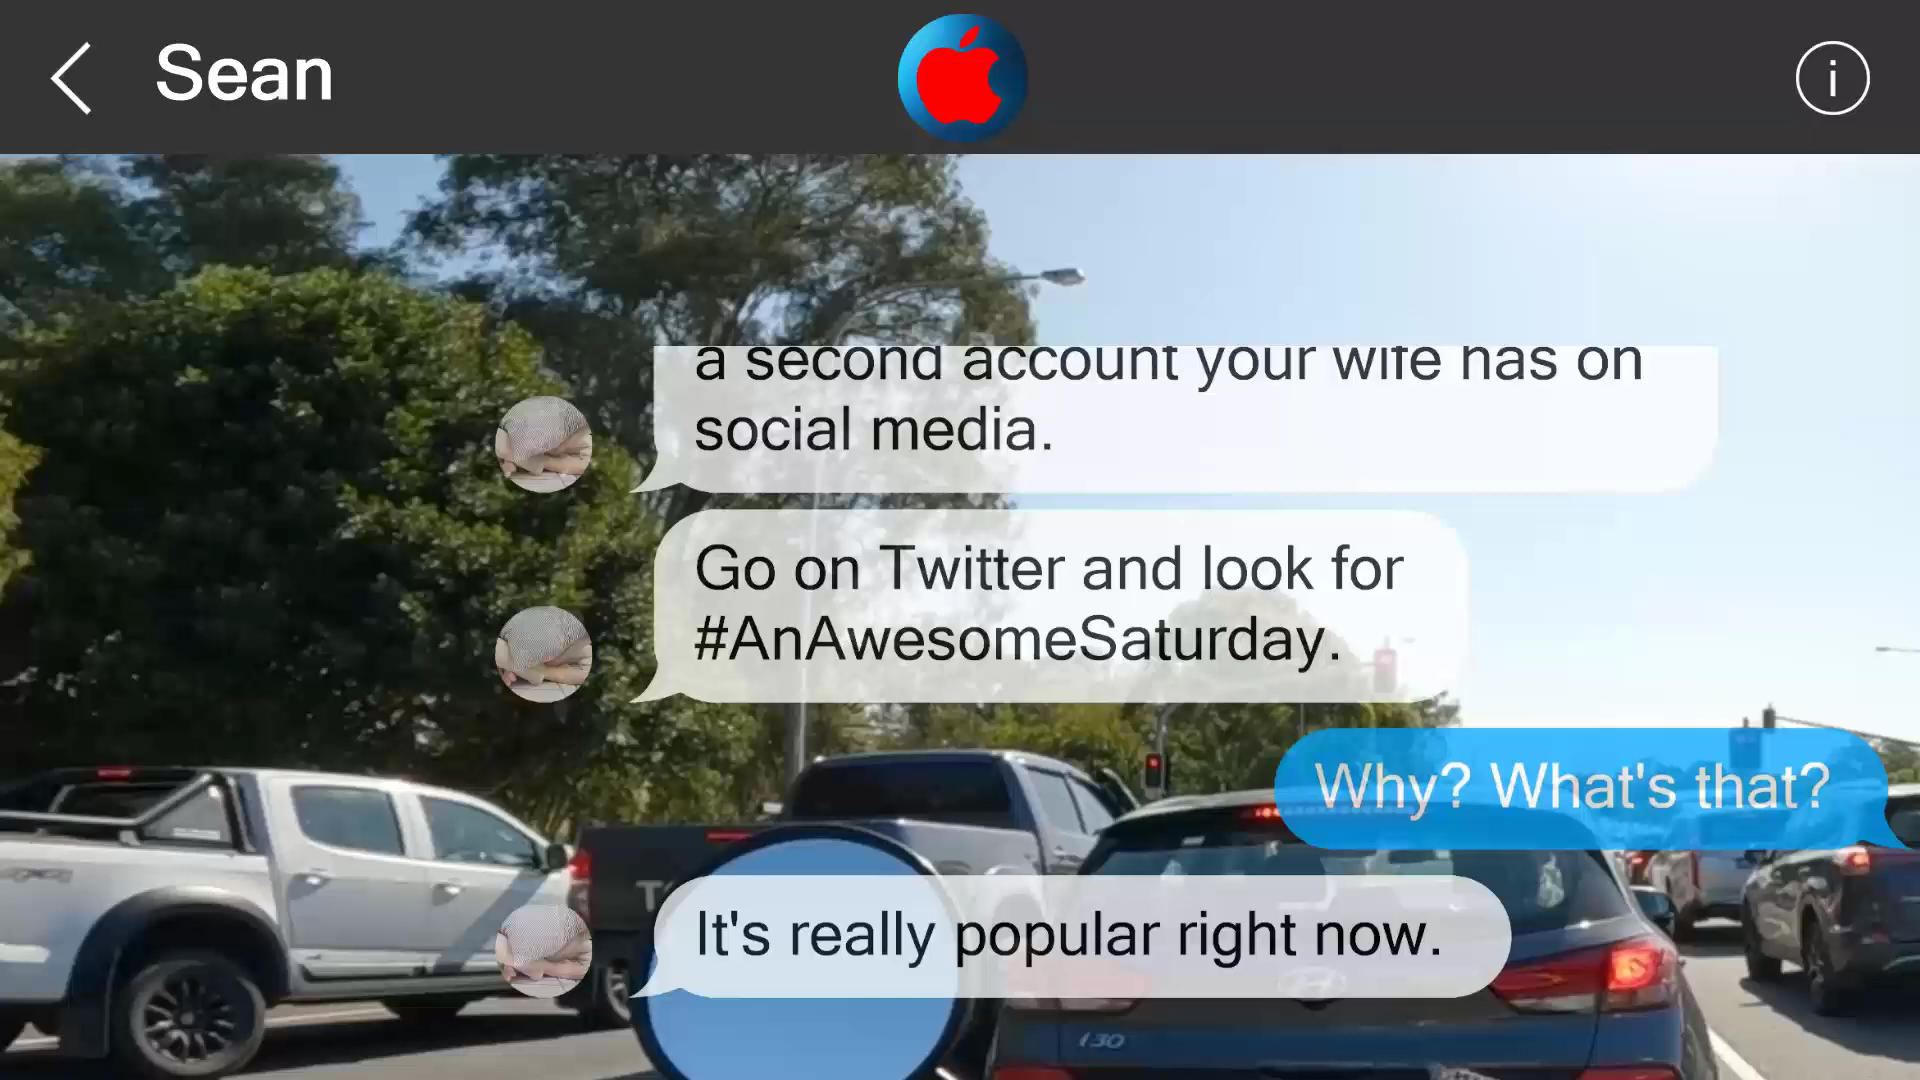 Sean
i
a second account your wife has on
social media.
Go on Twitter and look for
#AnAwesomeSaturday.
Why? What's that?
It's really popular right now.
i30